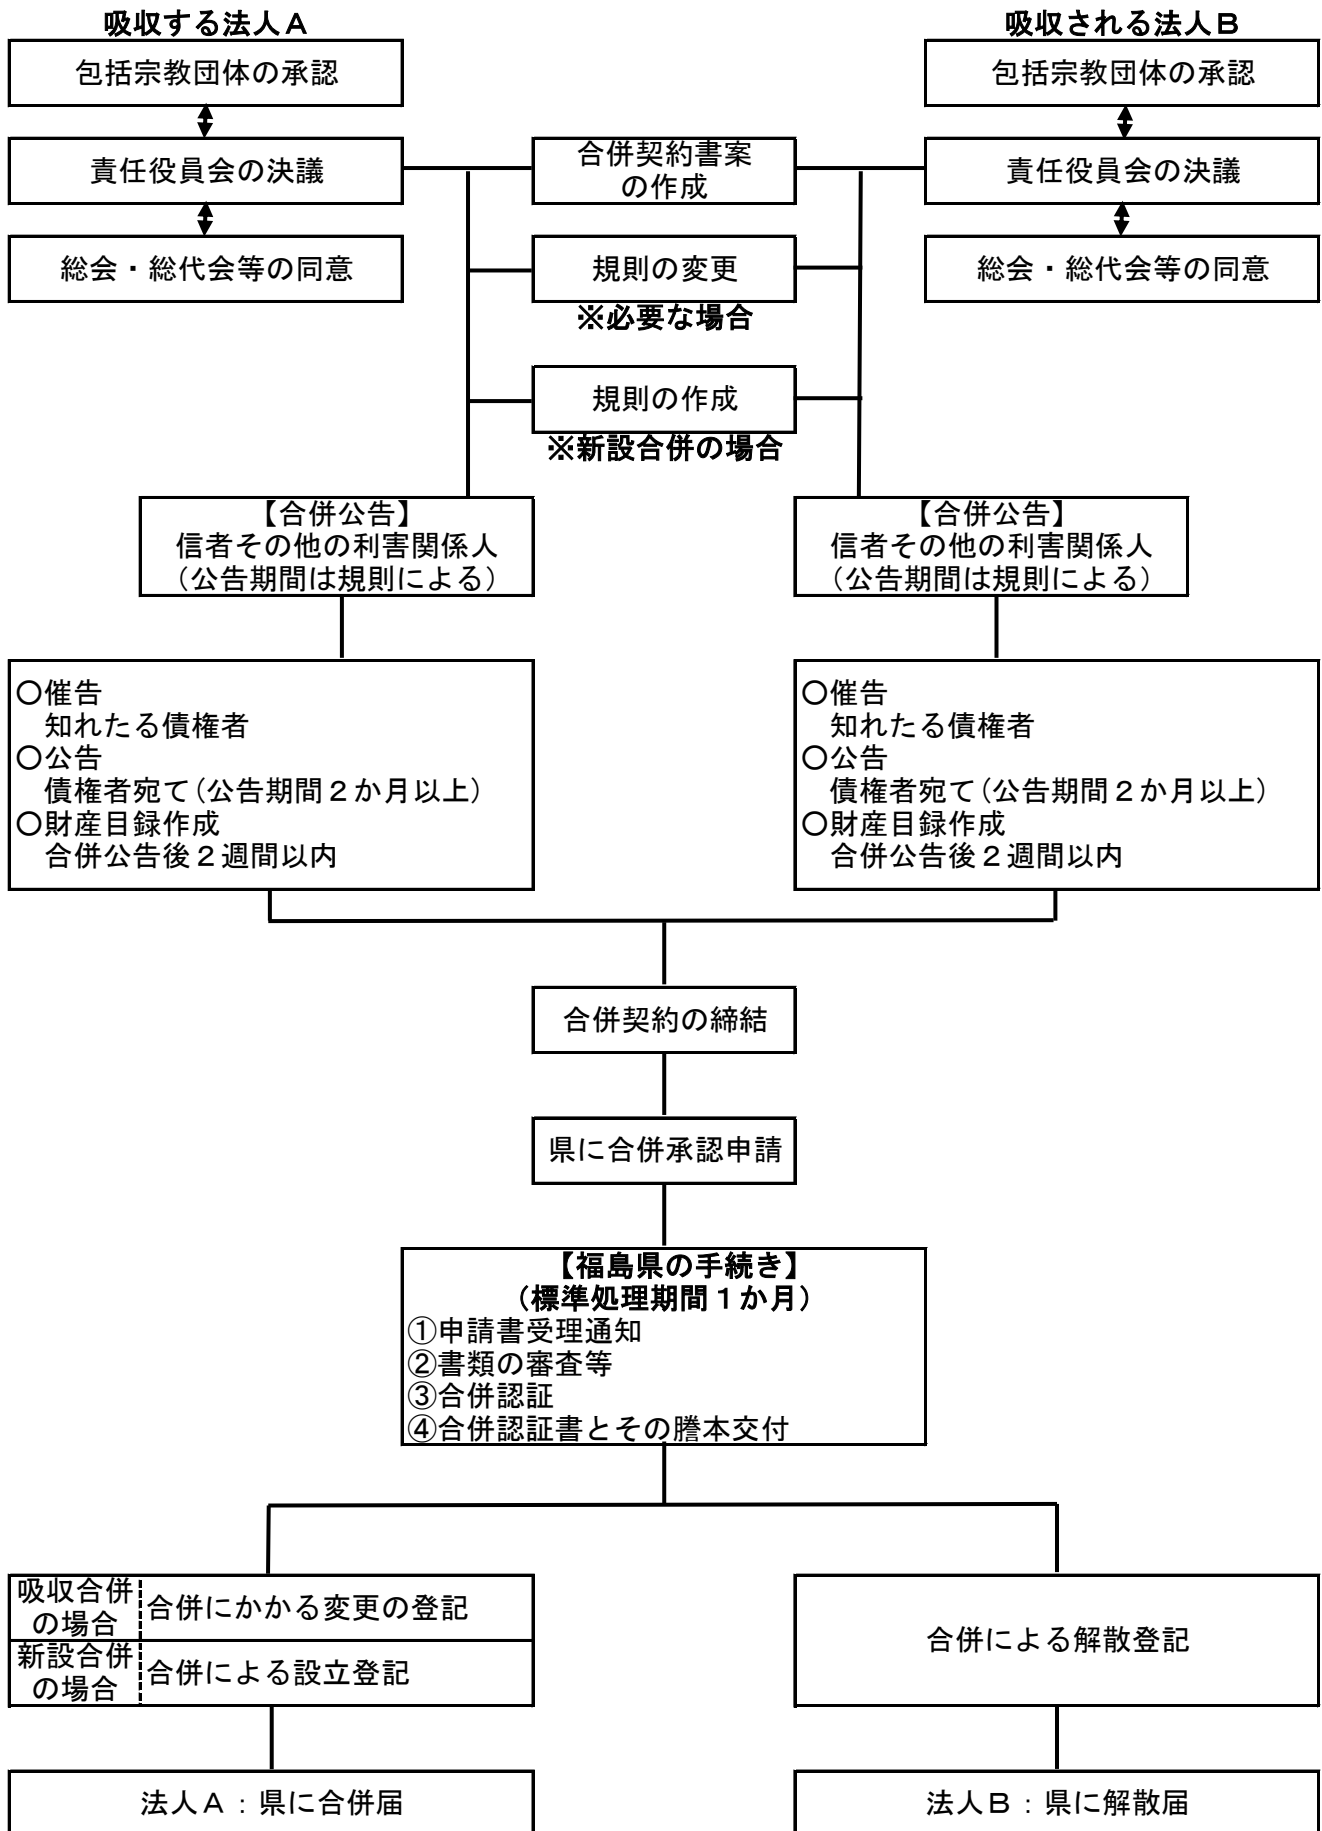 吸収する法人A
吸収される法人B
包括宗教団体の承認
包括宗教団体の承認
責任役員会の決議
合併契約書案
の作成
責任役員会の決議
総会・総代会等の同意
規則の変更
総会・総代会等の同意
※必要な場合
規則の作成
※新設合併の場合
【合併公告】
信者その他の利害関係人
(公告期間は規則による)
【合併公告】
信者その他の利害関係人
(公告期間は規則による)
○催告
知れたる債権者
○公告
債権者宛て(公告期間2か月以上)
○財産目録作成
合併公告後2週間以内
○催告
知れたる債権者
○公告
債権者宛て(公告期間2か月以上)
○財産目録作成
合併公告後2週間以内
合併契約の締結
県に合併承認申請
【福島県の手続き】
(標準処理期間1か月)
①申請書受理通知
②書類の審査等
③合併認証
④合併認証書とその謄本交付
吸収合併
の場合
合併にかかる変更の登記
新設合併
の場合
合併による設立登記
合併による解散登記
法人A:県に合併届
法人B:県に解散届